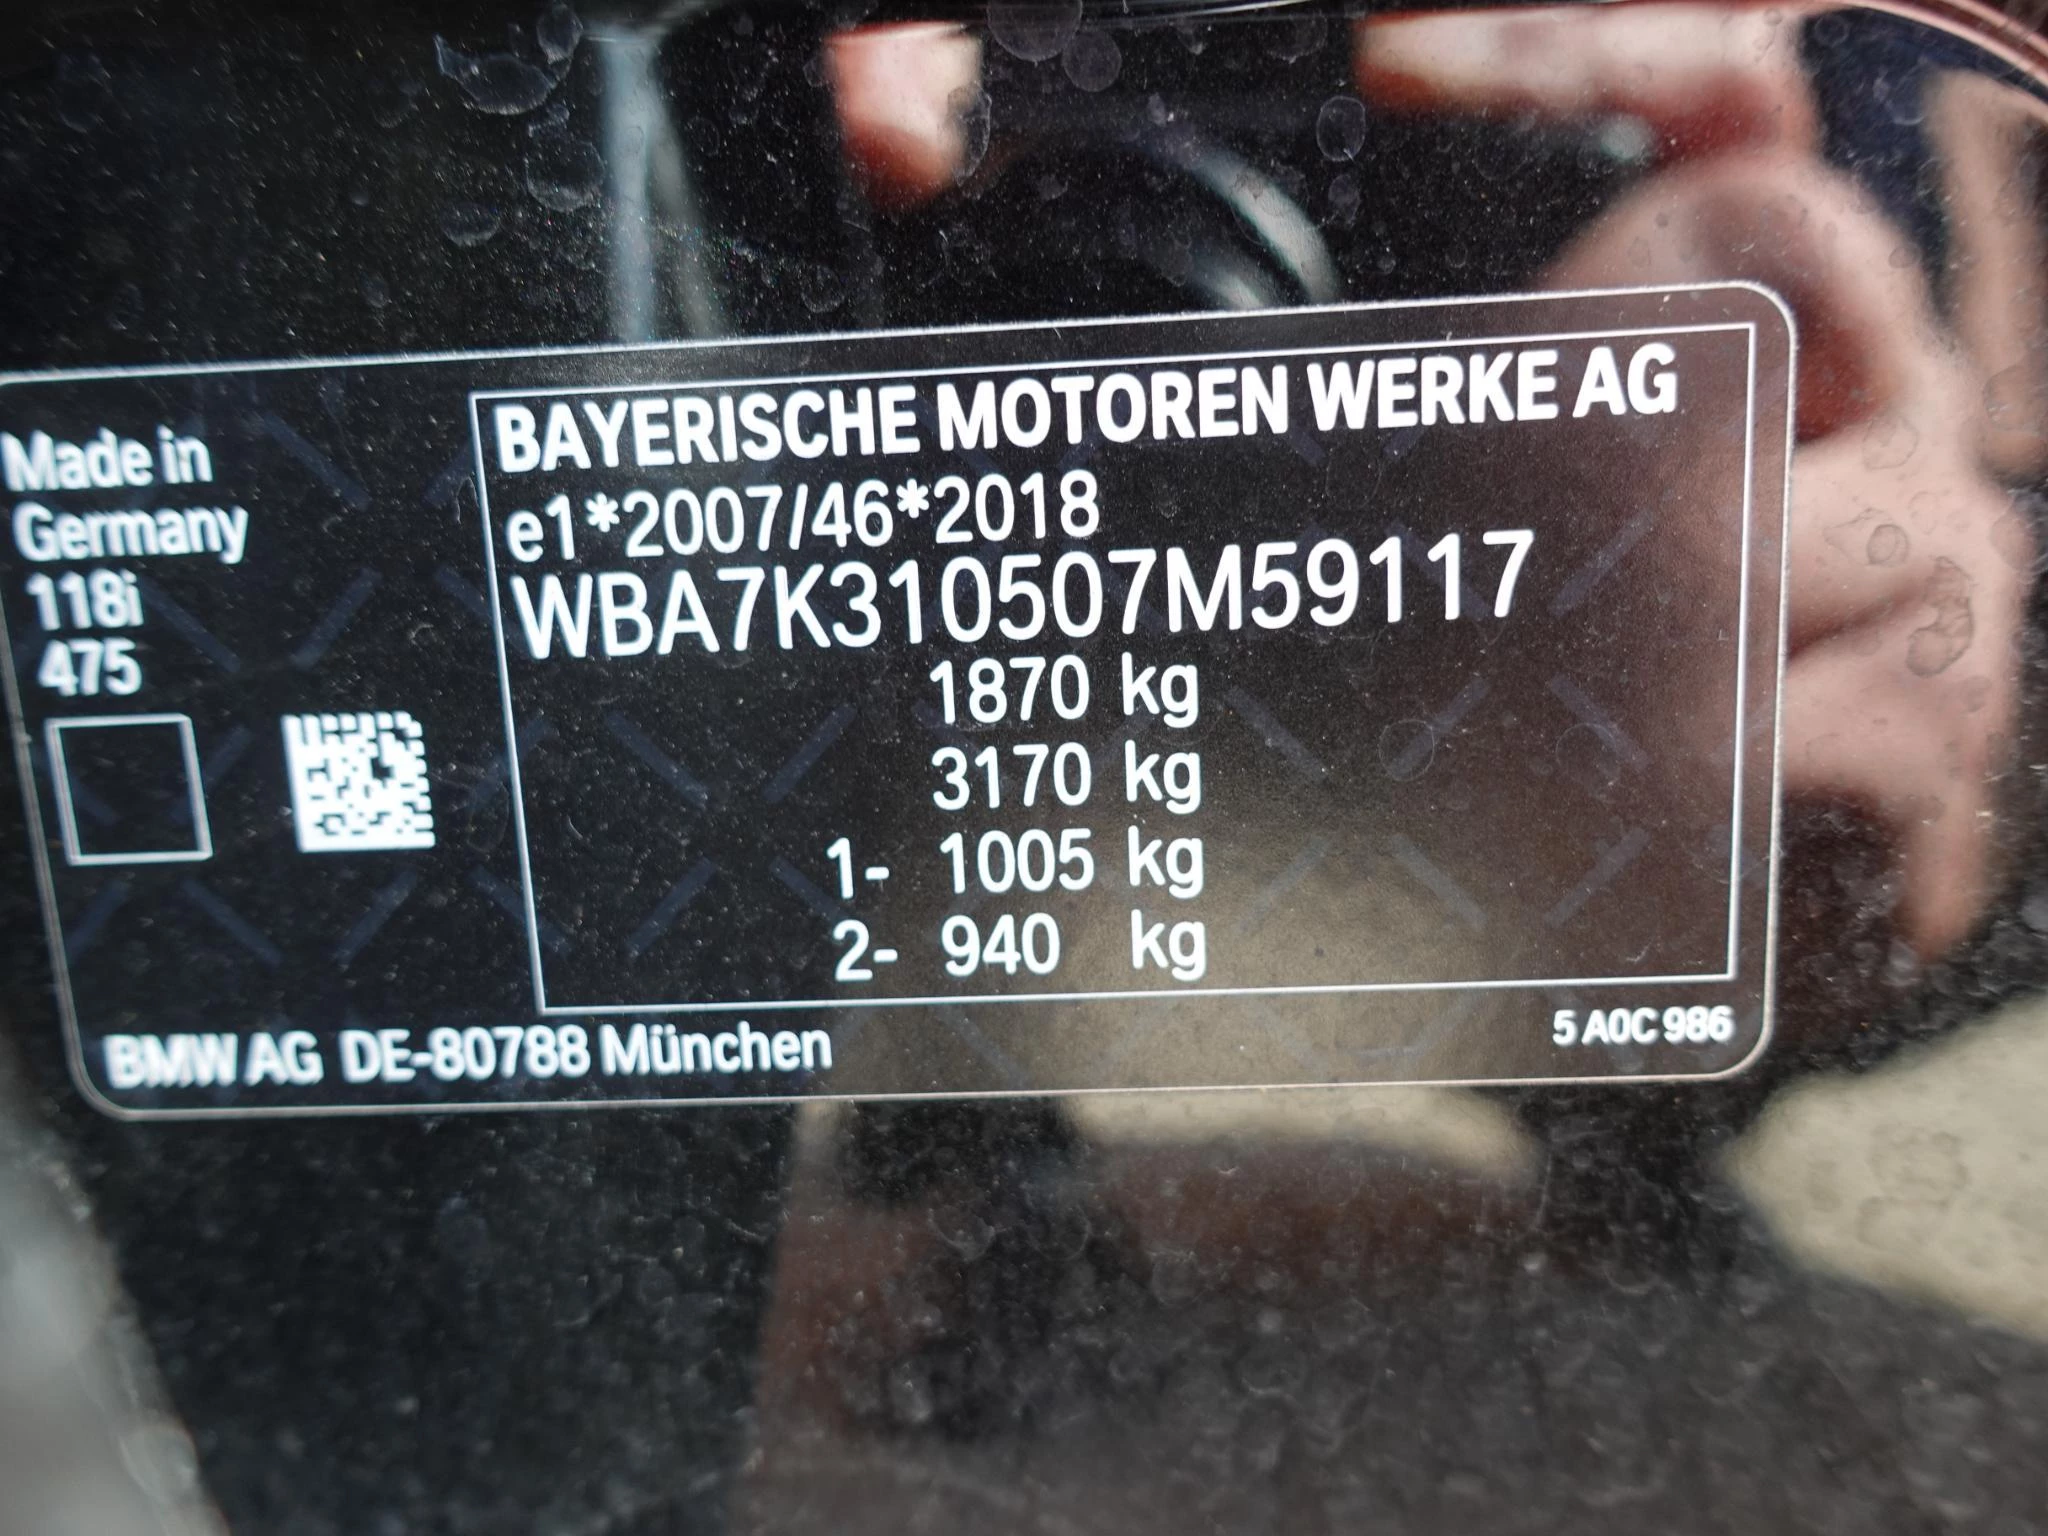 Made in
Germany
118i
475
BAYERISCHE MOTOREN WERKE AG
e1*2007/46*2018
WBA7K310507M59117
1870 kg
3170 kg
1- 1005 kg
2- 940 kg
BMW AG DE-80788 München
5 A0C 986